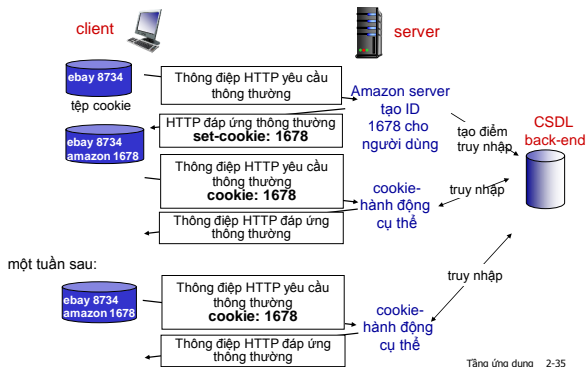 client
server
ebay 8734
tệp cookie
Thông điệp HTTP yêu cầu
thông thường
Amazon server
tạo ID
1678 cho
người dùng
HTTP đáp ứng thông thường
set-cookie: 1678
ebay 8734
amazon 1678
tạo điểm
truy nhập
CSDL
back-end
Thông điệp HTTP yêu cầu
thông thường
cookie: 1678
cookie-
hành động
cụ thể
truy nhập
Thông điệp HTTP đáp ứng
thông thường
một tuần sau:
ebay 8734
amazon 1678
Thông điệp HTTP yêu cầu
thông thường
cookie: 1678
cookie-
hành động
cụ thể
truy nhập
Thông điệp HTTP đáp ứng
thông thường
Tầng ứng dụng 2-35